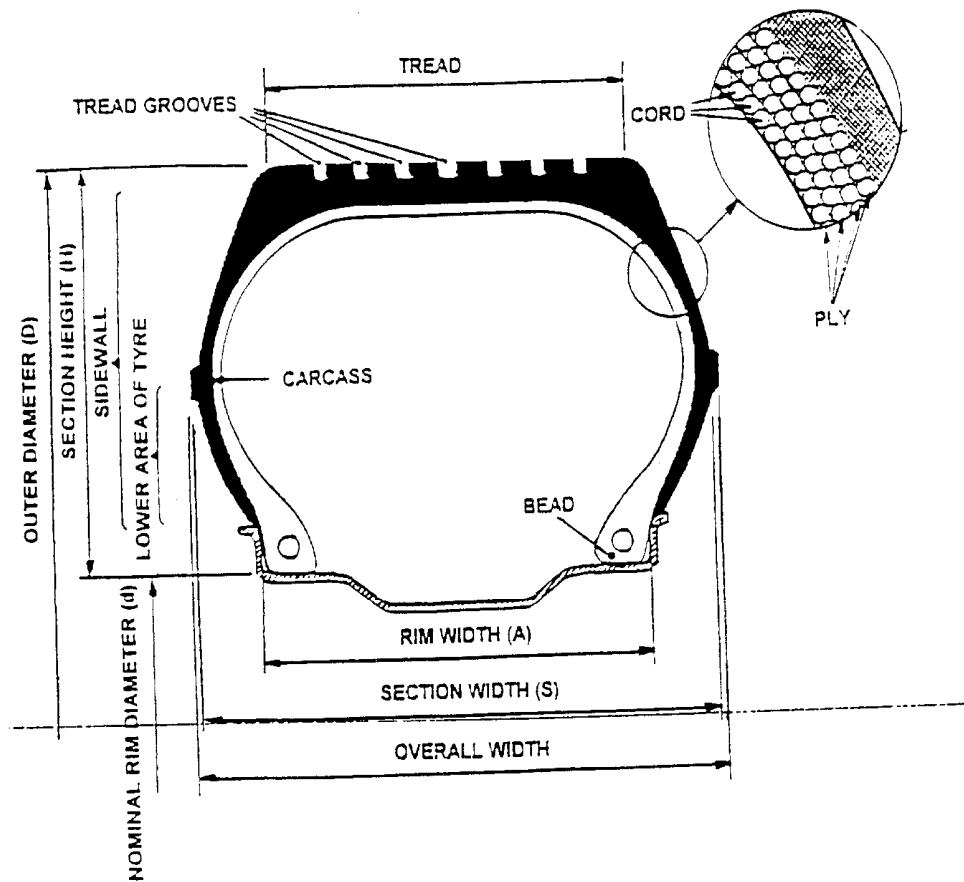 TREAD
TREAD GROOVES
CORD
PLY
OUTER DIAMETER (D)
SECTION HEIGHT (H)
SIDEWALL
LOWER AREA OF TYRE
CARCASS
BEAD
NOMINAL RIM DIAMETER (d)
RIM WIDTH (A)
SECTION WIDTH (S)
OVERALL WIDTH